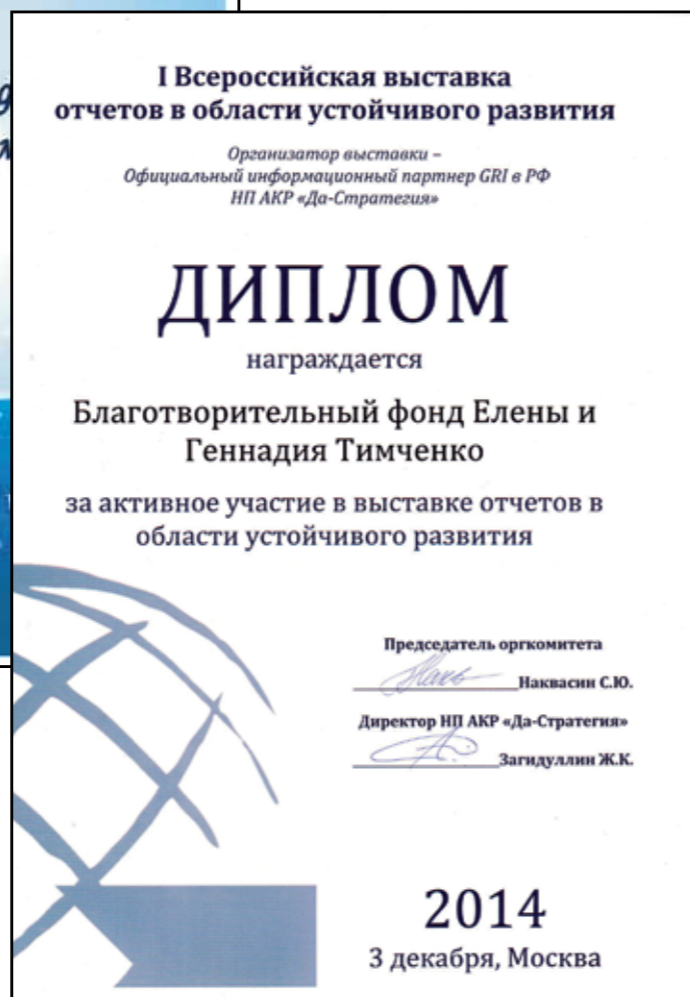 I Всероссийская выставка
отчетов в области устойчивого развития
Организатор выставки –
Официальный информационный партнер GRI в РФ
НП АКР «Да-Стратегия»
ДИПЛОМ
награждается
Благотворительный фонд Елены и
Геннадия Тимченко
за активное участие в выставке отчетов в
области устойчивого развития
Председатель оргкомитета
Наквасин С.Ю.
Директор НП АКР «Да-Стратегия»
Загидуллин Ж.К.
2014
3 декабря, Москва